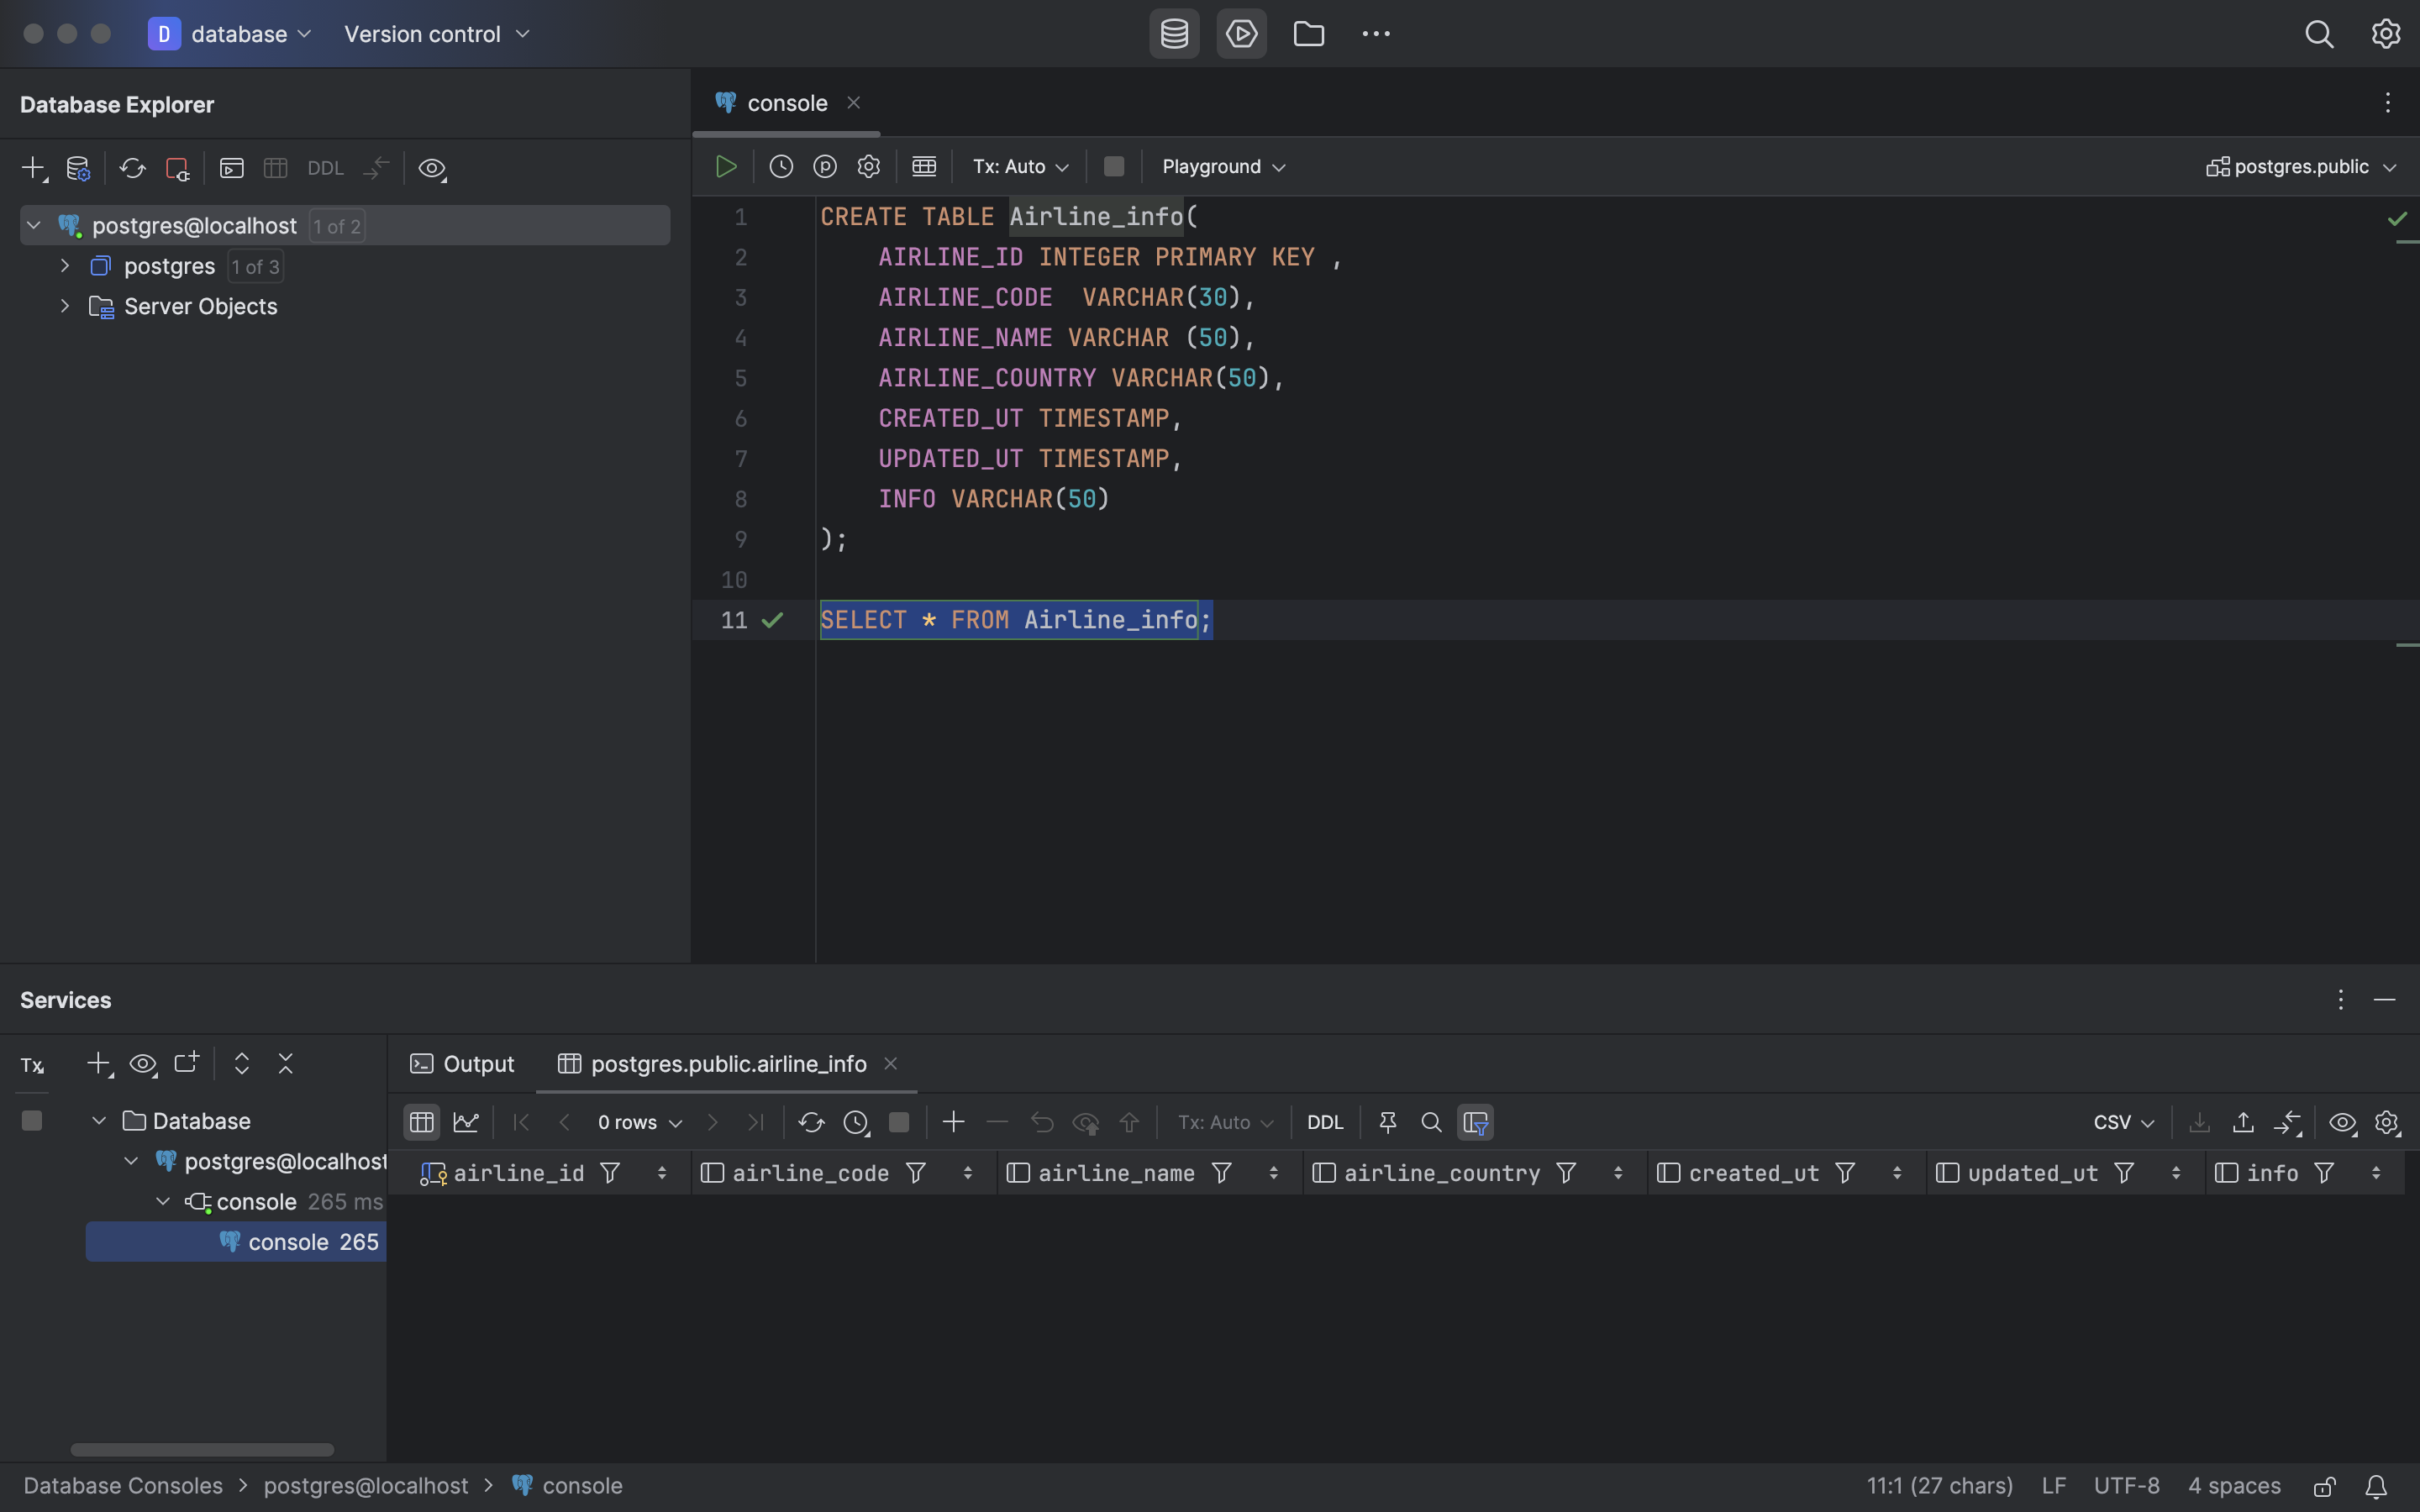 D database Version control
Database Explorer
DDL
postgres@localhost 1 of 2
postgres 1 of 3
Server Objects
console
Tx: Auto Playground postgres.public
1 CREATE TABLE Airline_info(
2 AIRLINE_ID INTEGER PRIMARY KEY ,
3 AIRLINE_CODE  VARCHAR(30),
4 AIRLINE_NAME VARCHAR (50),
5 AIRLINE_COUNTRY VARCHAR(50),
6 CREATED_UT TIMESTAMP,
7 UPDATED_UT TIMESTAMP,
8 INFO VARCHAR(50)
9 );
10
11 SELECT * FROM Airline_info;
Services
Tx
Database
postgres@localhost
console 265 ms
console 265
Output postgres.public.airline_info
0 rows Tx: Auto DDL CSV
airline_id airline_code airline_name airline_country created_ut updated_ut info
Database Consoles > postgres@localhost > console
11:1 (27 chars) LF UTF-8 4 spaces